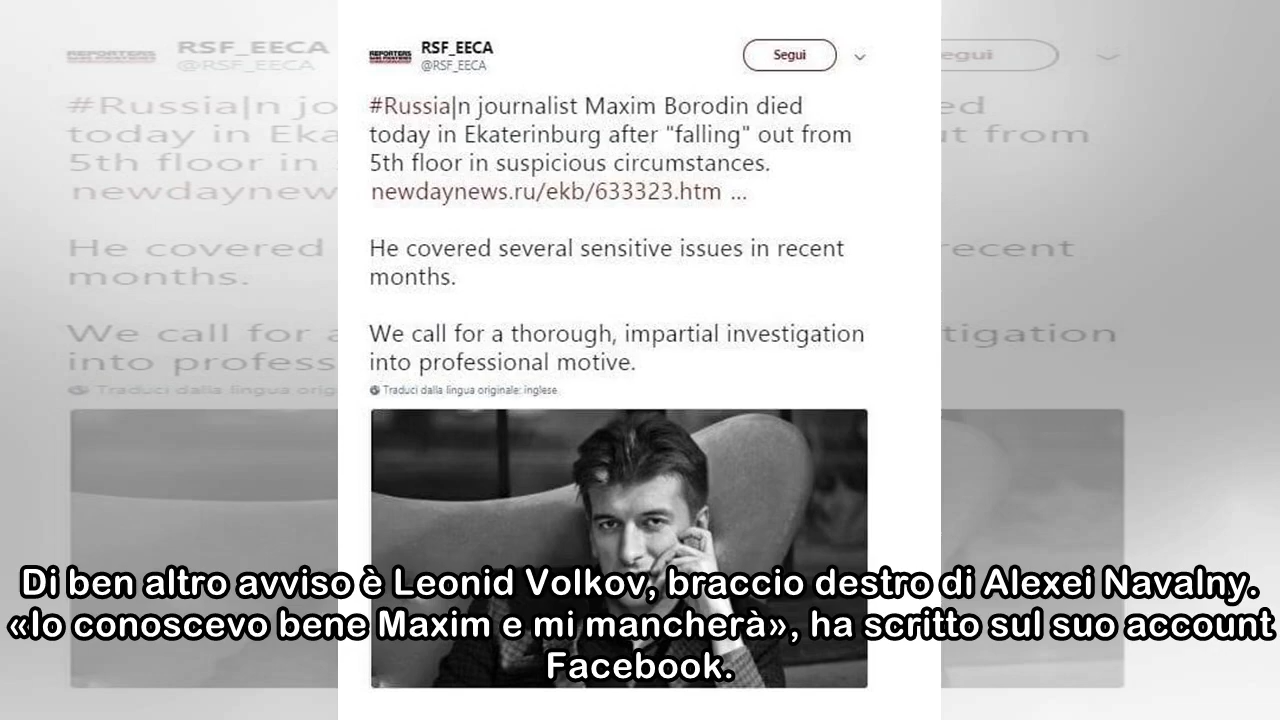 REPORTERS
RSF_EECA
@RSF_EECA
Segui
#Russia|n journalist Maxim Borodin died
today in Ekaterinburg after "falling" out from
5th floor in suspicious circumstances.
newdaynews.ru/ekb/633323.htm ...
He covered several sensitive issues in recent
months.
We call for a thorough, impartial investigation
into professional motive.
Traduci dalla lingua originale: inglese
Di ben altro avviso è Leonid Volkov, braccio destro di Alexei Navalny.
«Io conoscevo bene Maxim e mi mancherà», ha scritto sul suo account
Facebook.